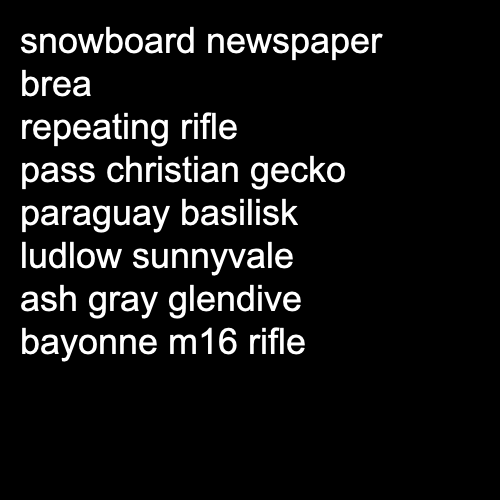 snowboard newspaper
brea
repeating rifle
pass christian gecko
paraguay basilisk
ludlow sunnyvale
ash gray glendive
bayonne m16 rifle